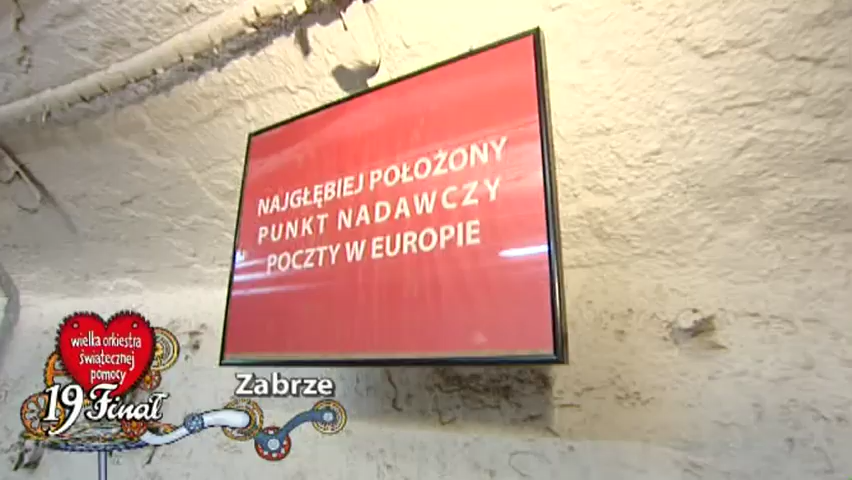 NAJGŁĘBIEJ POŁOŻONY
PUNKT NADAWCZY
POCZTY W EUROPIE
wielka orkiestra
świątecznej
pomocy
19 Finał
Zabrze